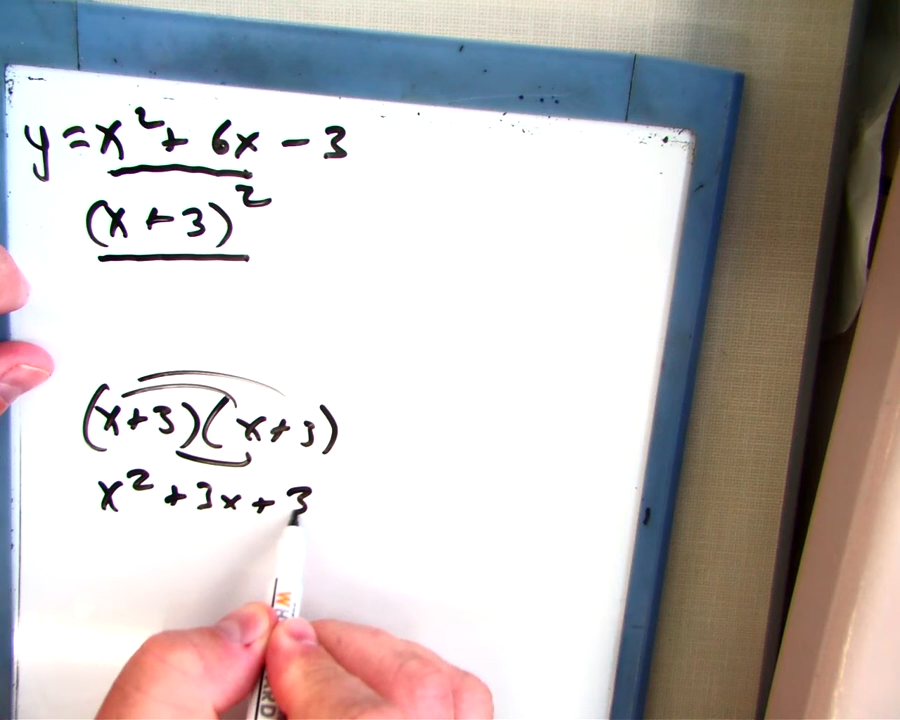 y = x² + 6x - 3
(x + 3)²
(x+3)(x+3)
x² + 3x + 3